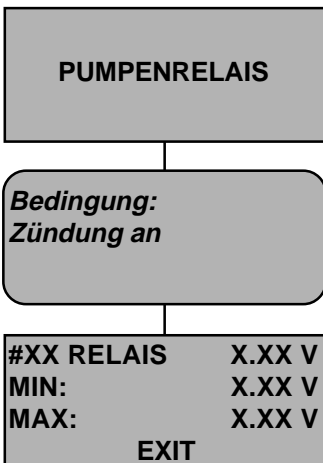 PUMPENRELAIS
Bedingung:
Zündung an
#XX RELAIS X.XX V
MIN: X.XX V
MAX: X.XX V
EXIT